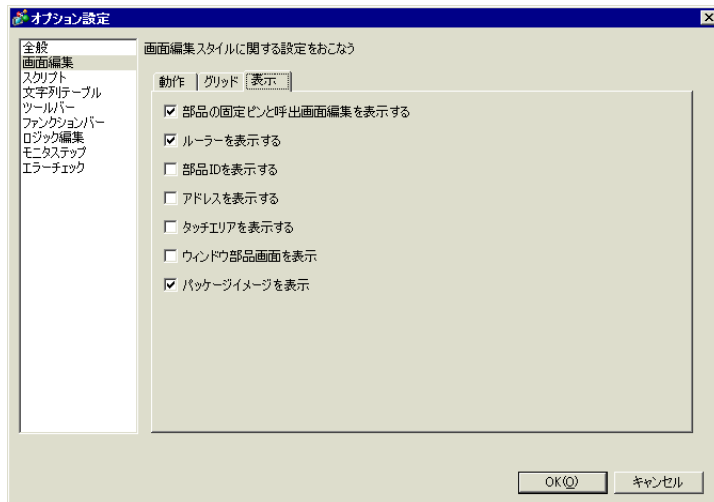 オプション設定
全般
画面編集
スクリプト
文字列テーブル
ツールバー
ファンクションバー
ロジック編集
モニタステップ
エラーチェック
画面編集スタイルに関する設定をおこなう
動作 グリッド 表示
部品の固定ピンと呼出画面編集を表示する
ルーラーを表示する
部品IDを表示する
アドレスを表示する
タッチエリアを表示する
ウィンドウ部品画面を表示
パッケージイメージを表示
OK(O) キャンセル